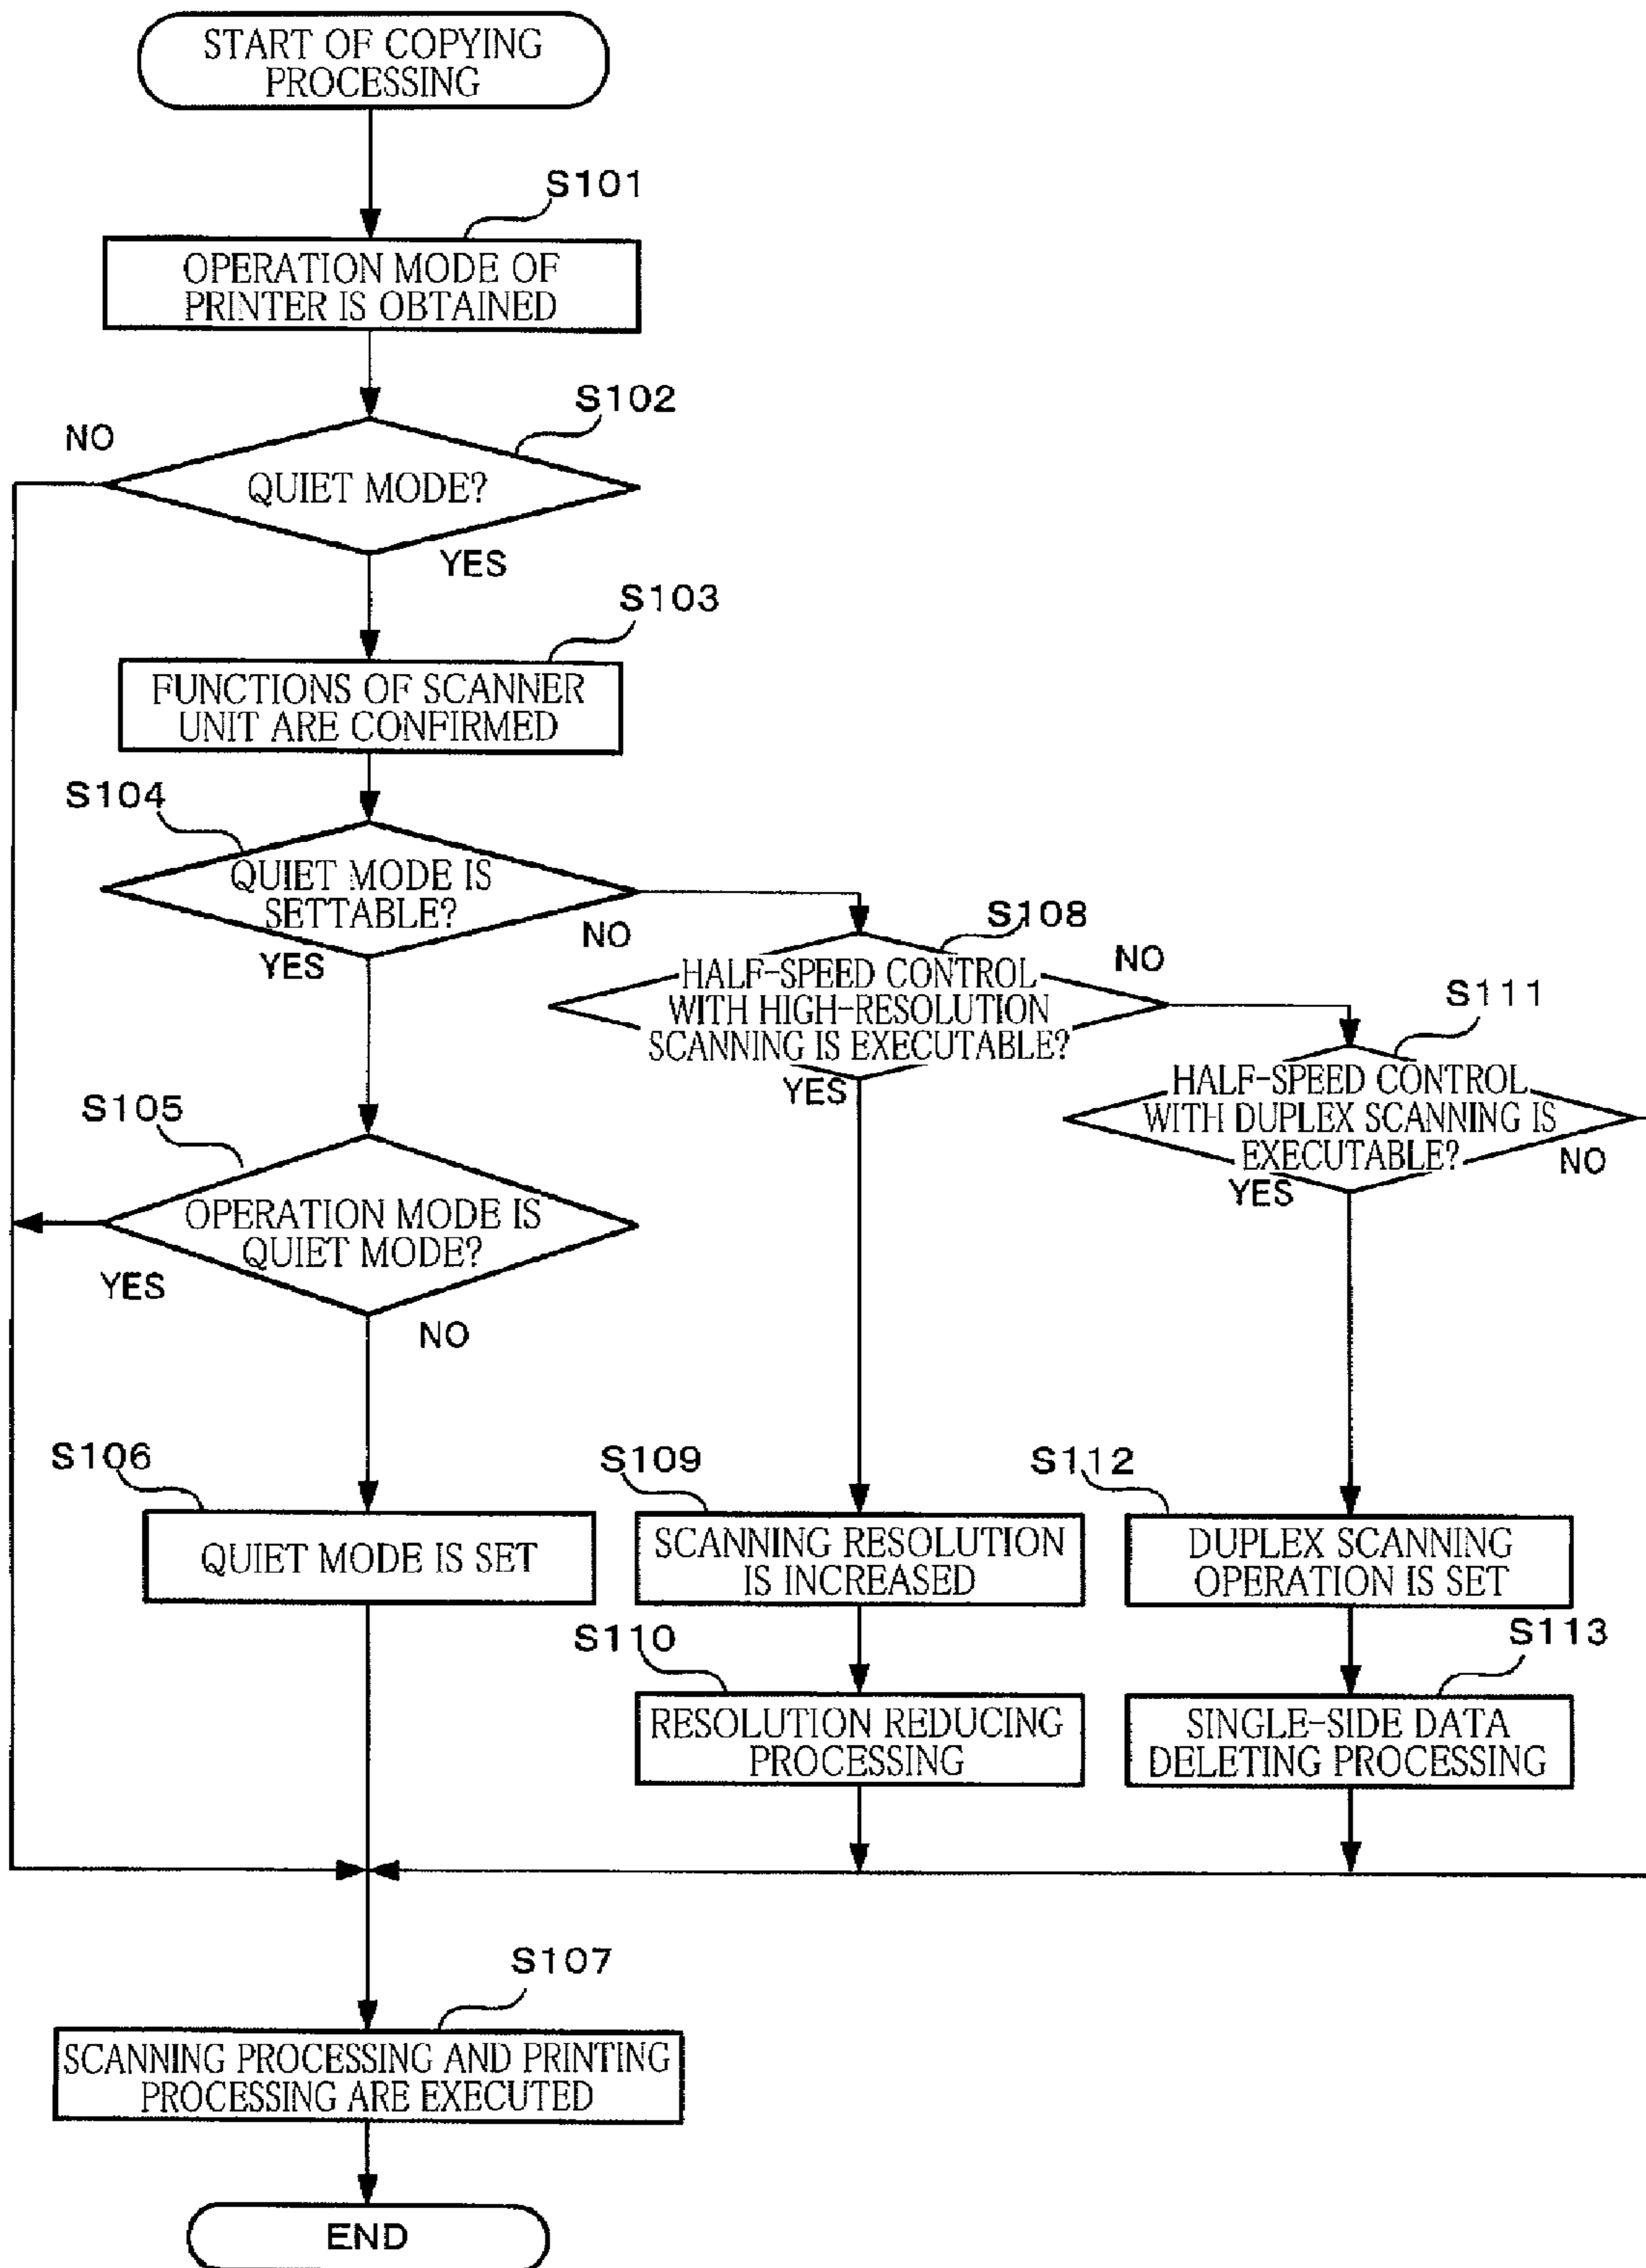 START OF COPYING
PROCESSING
S101
OPERATION MODE OF
PRINTER IS OBTAINED
S102
NO
QUIET MODE?
YES
S103
FUNCTIONS OF SCANNER
UNIT ARE CONFIRMED
S104
QUIET MODE IS
SETTABLE?
NO
YES
S108
HALF-SPEED CONTROL
WITH HIGH-RESOLUTION
SCANNING IS EXECUTABLE?
NO
YES
S111
HALF-SPEED CONTROL
WITH DUPLEX SCANNING IS
EXECUTABLE?
NO
YES
S105
OPERATION MODE IS
QUIET MODE?
YES
NO
S106
QUIET MODE IS SET
S109
SCANNING RESOLUTION
IS INCREASED
S112
DUPLEX SCANNING
OPERATION IS SET
S110
RESOLUTION REDUCING
PROCESSING
S113
SINGLE-SIDE DATA
DELETING PROCESSING
S107
SCANNING PROCESSING AND PRINTING
PROCESSING ARE EXECUTED
END